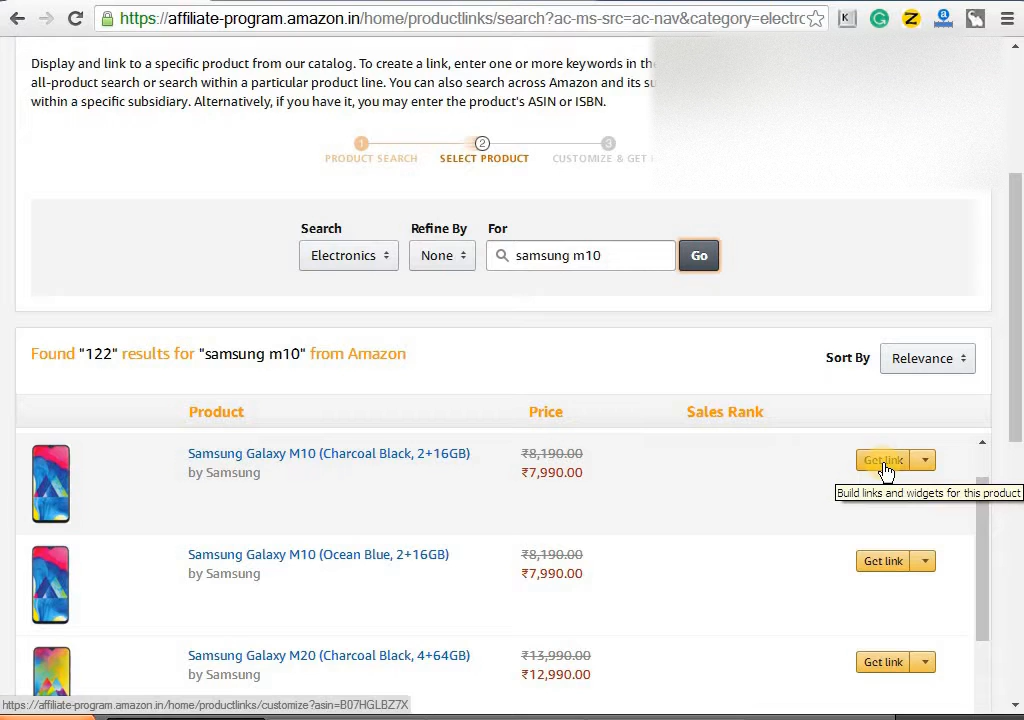 https://affiliate-program.amazon.in/home/productlinks/search?ac-ms-src=ac-nav&category=electro
Display and link to a specific product from our catalog. To create a link, enter one or more keywords in the
all-product search or search within a particular product line. You can also search across Amazon and its su
within a specific subsidiary. Alternatively, if you have it, you may enter the product's ASIN or ISBN.
1 2 3
PRODUCT SEARCH SELECT PRODUCT CUSTOMIZE & GET
Search Refine By For
Electronics None samsung m10 Go
Found "122" results for "samsung m10" from Amazon
Sort By Relevance
Product Price Sales Rank
Samsung Galaxy M10 (Charcoal Black, 2+16GB) ₹8,190.00 Get link
by Samsung ₹7,990.00
Build links and widgets for this product
Samsung Galaxy M10 (Ocean Blue, 2+16GB) ₹8,190.00 Get link
by Samsung ₹7,990.00
Samsung Galaxy M20 (Charcoal Black, 4+64GB) ₹13,990.00 Get link
by Samsung ₹12,990.00
https://affiliate-program.amazon.in/home/productlinks/customize?asin=B07HGLBZ7X